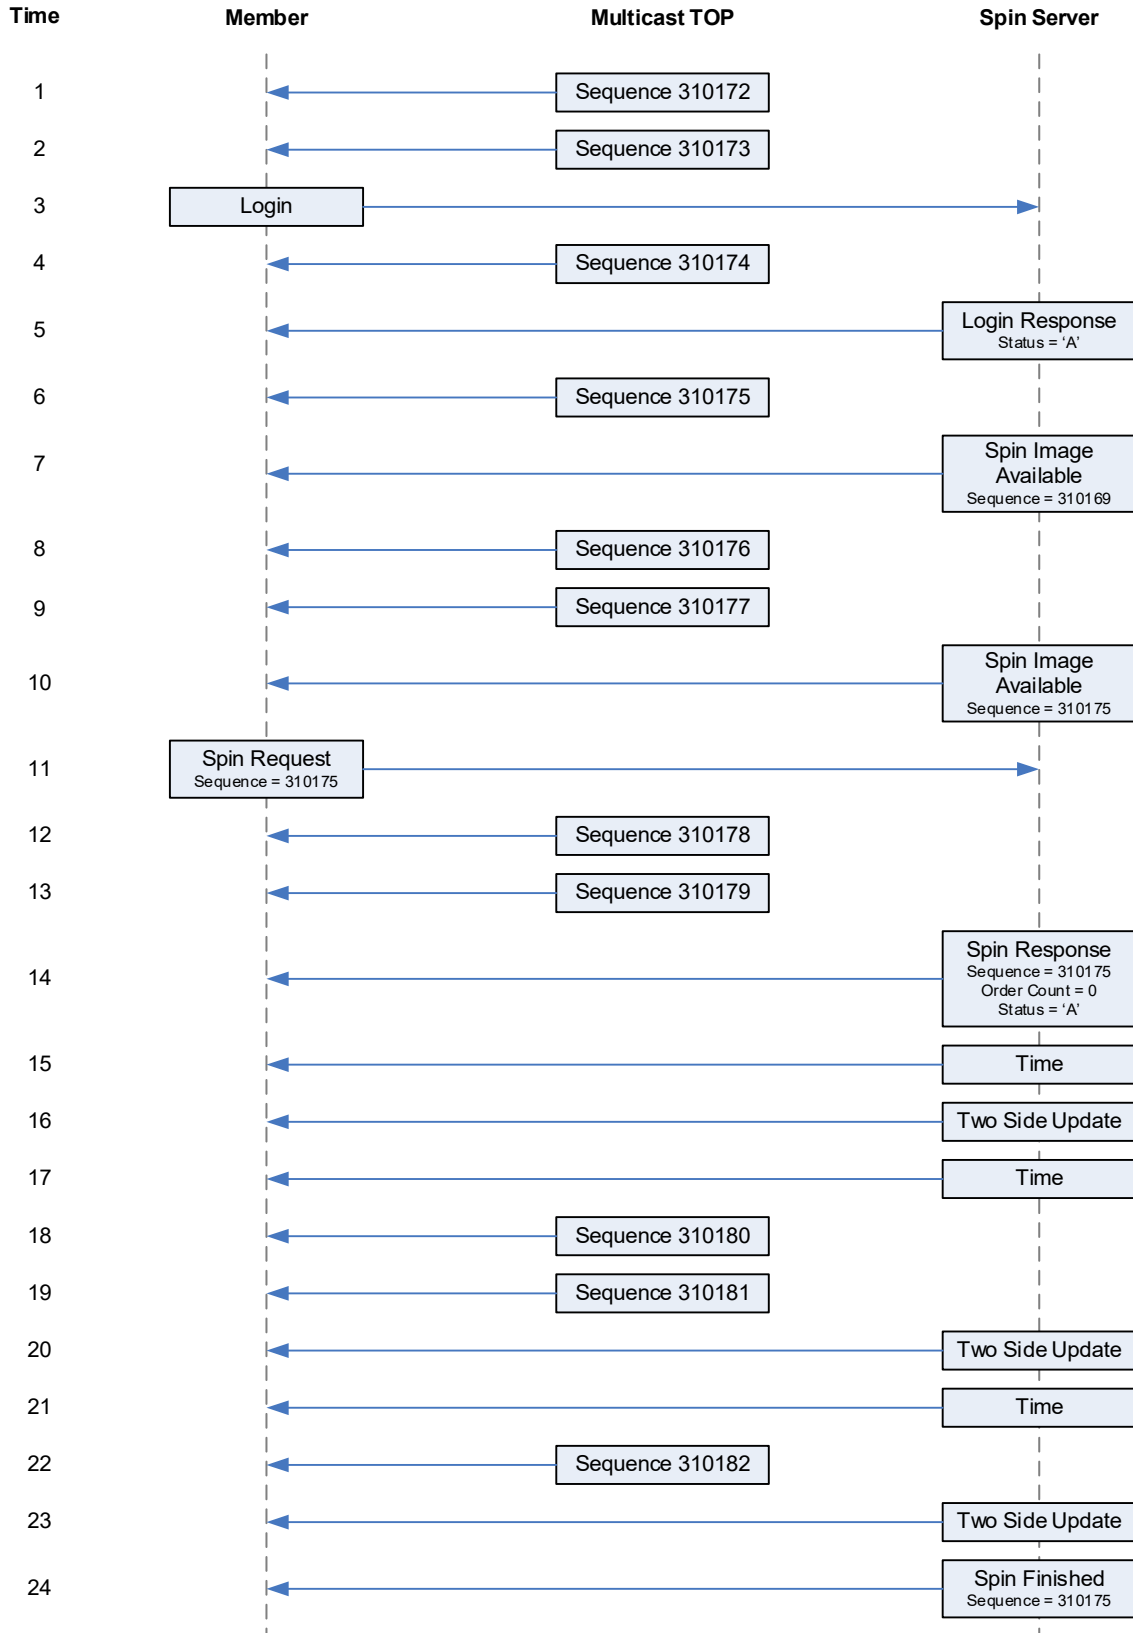 Time Member Multicast TOP Spin Server
1 Sequence 310172
2 Sequence 310173
3 Login
4 Sequence 310174
5 Login Response
Status = ‘A’
6 Sequence 310175
7 Spin Image
Available
Sequence = 310169
8 Sequence 310176
9 Sequence 310177
10 Spin Image
Available
Sequence = 310175
11 Spin Request
Sequence = 310175
12 Sequence 310178
13 Sequence 310179
14 Spin Response
Sequence = 310175
Order Count = 0
Status = ‘A’
15 Time
16 Two Side Update
17 Time
18 Sequence 310180
19 Sequence 310181
20 Two Side Update
21 Time
22 Sequence 310182
23 Two Side Update
24 Spin Finished
Sequence = 310175